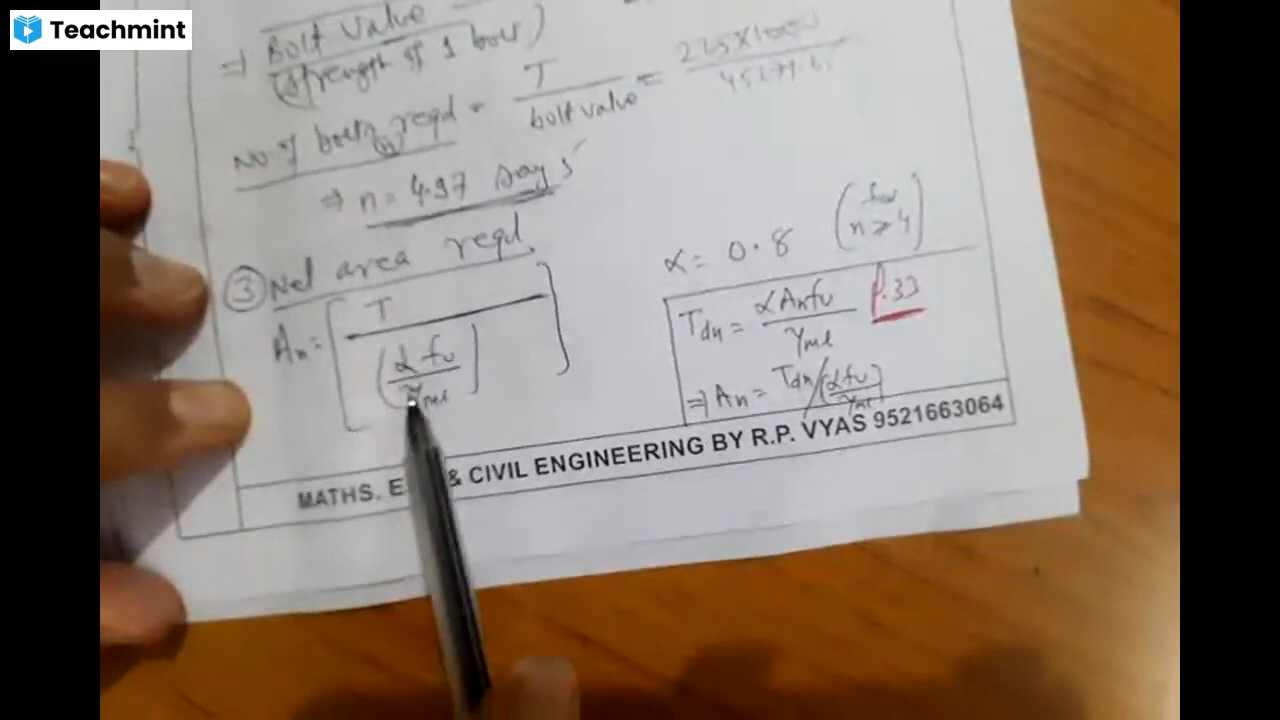 Teachmint
⇒ Bolt value
(strength of 1 bolt)
No. of bolts reqd = T / bolt value = 225×1000 /
(n)
⇒ n = 4.97 Say 5
③ Net area reqd.
α = 0.8 (for n ≥ 4)
An = [ T / (α fu / γml) ]
Tdn = α An fu / γml P.33
⇒ An = Tdn / (α fu / γml)
MATHS. & CIVIL ENGINEERING BY R.P. VYAS 9521663064